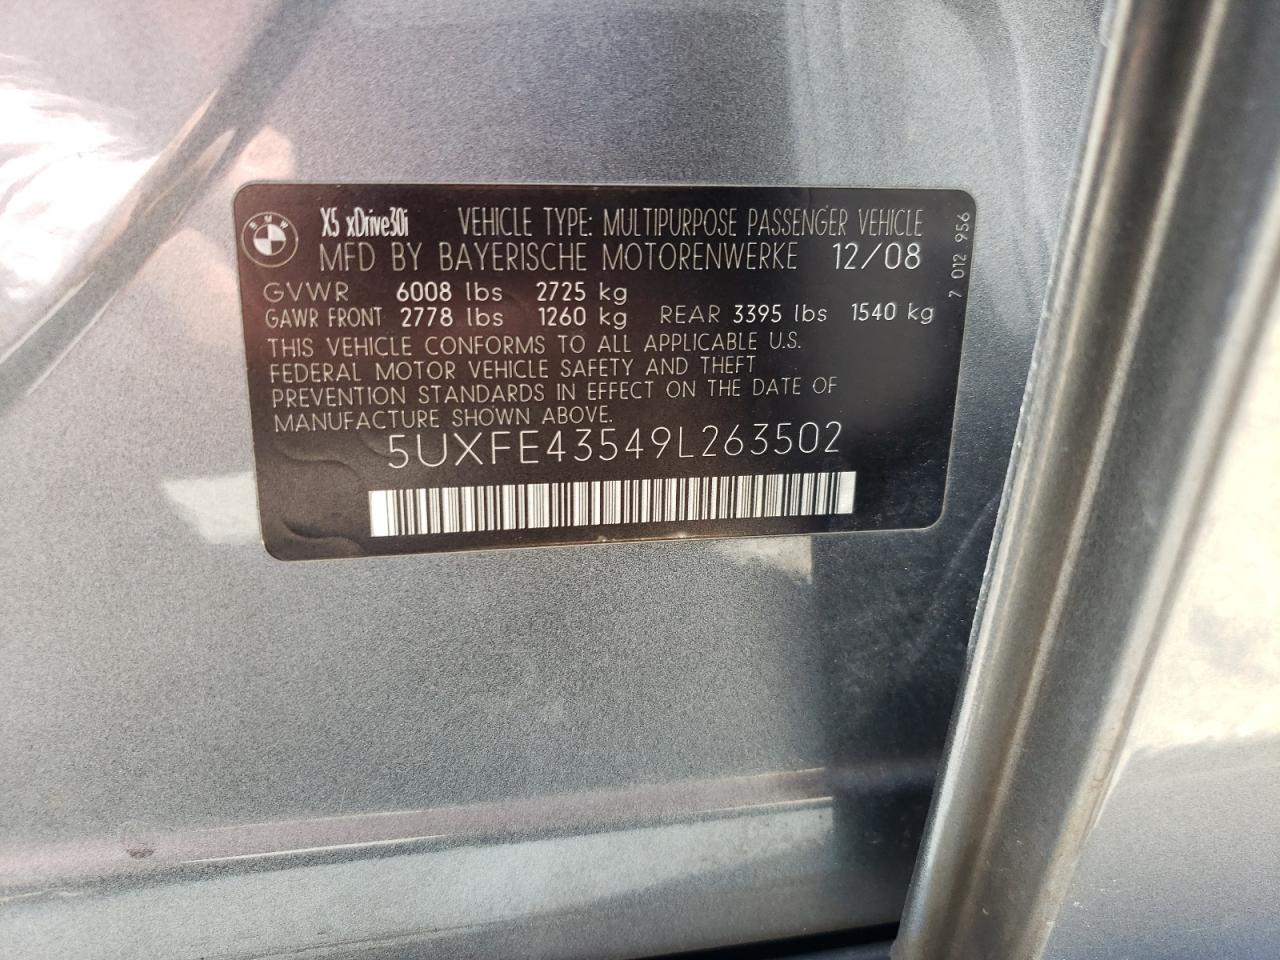 X5 xDrive30i VEHICLE TYPE: MULTIPURPOSE PASSENGER VEHICLE
MFD BY BAYERISCHE MOTORENWERKE 12/08
GVWR 6008 lbs 2725 kg
GAWR FRONT 2778 lbs 1260 kg REAR 3395 lbs 1540 kg
THIS VEHICLE CONFORMS TO ALL APPLICABLE U.S.
FEDERAL MOTOR VEHICLE SAFETY AND THEFT
PREVENTION STANDARDS IN EFFECT ON THE DATE OF
MANUFACTURE SHOWN ABOVE.
5UXFE43549L263502
7 012 956
BMW